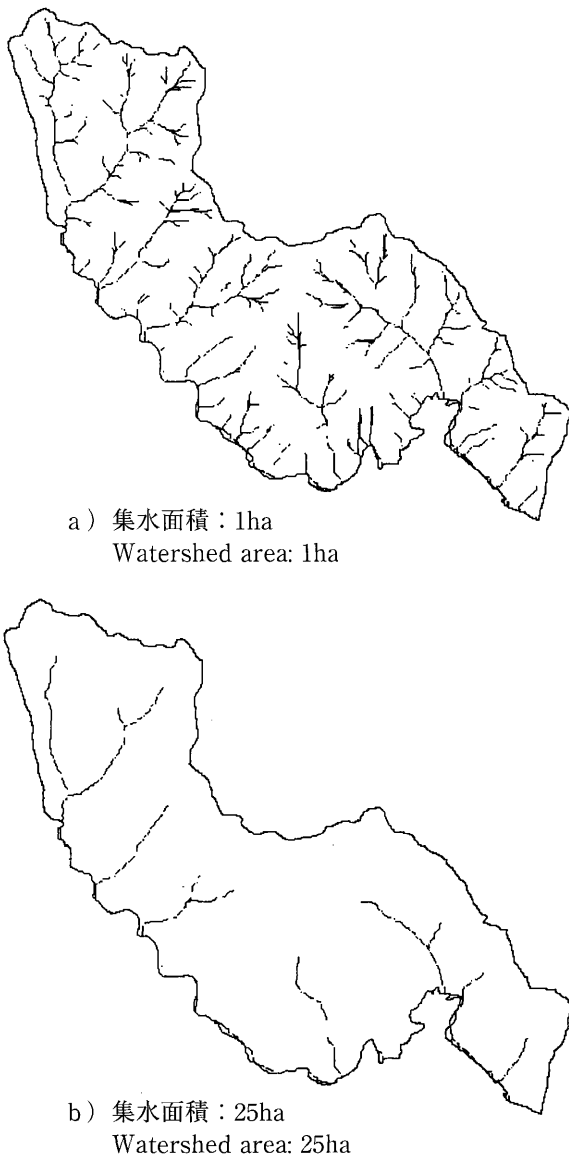 a）集水面積：1ha
Watershed area: 1ha
b）集水面積：25ha
Watershed area: 25ha